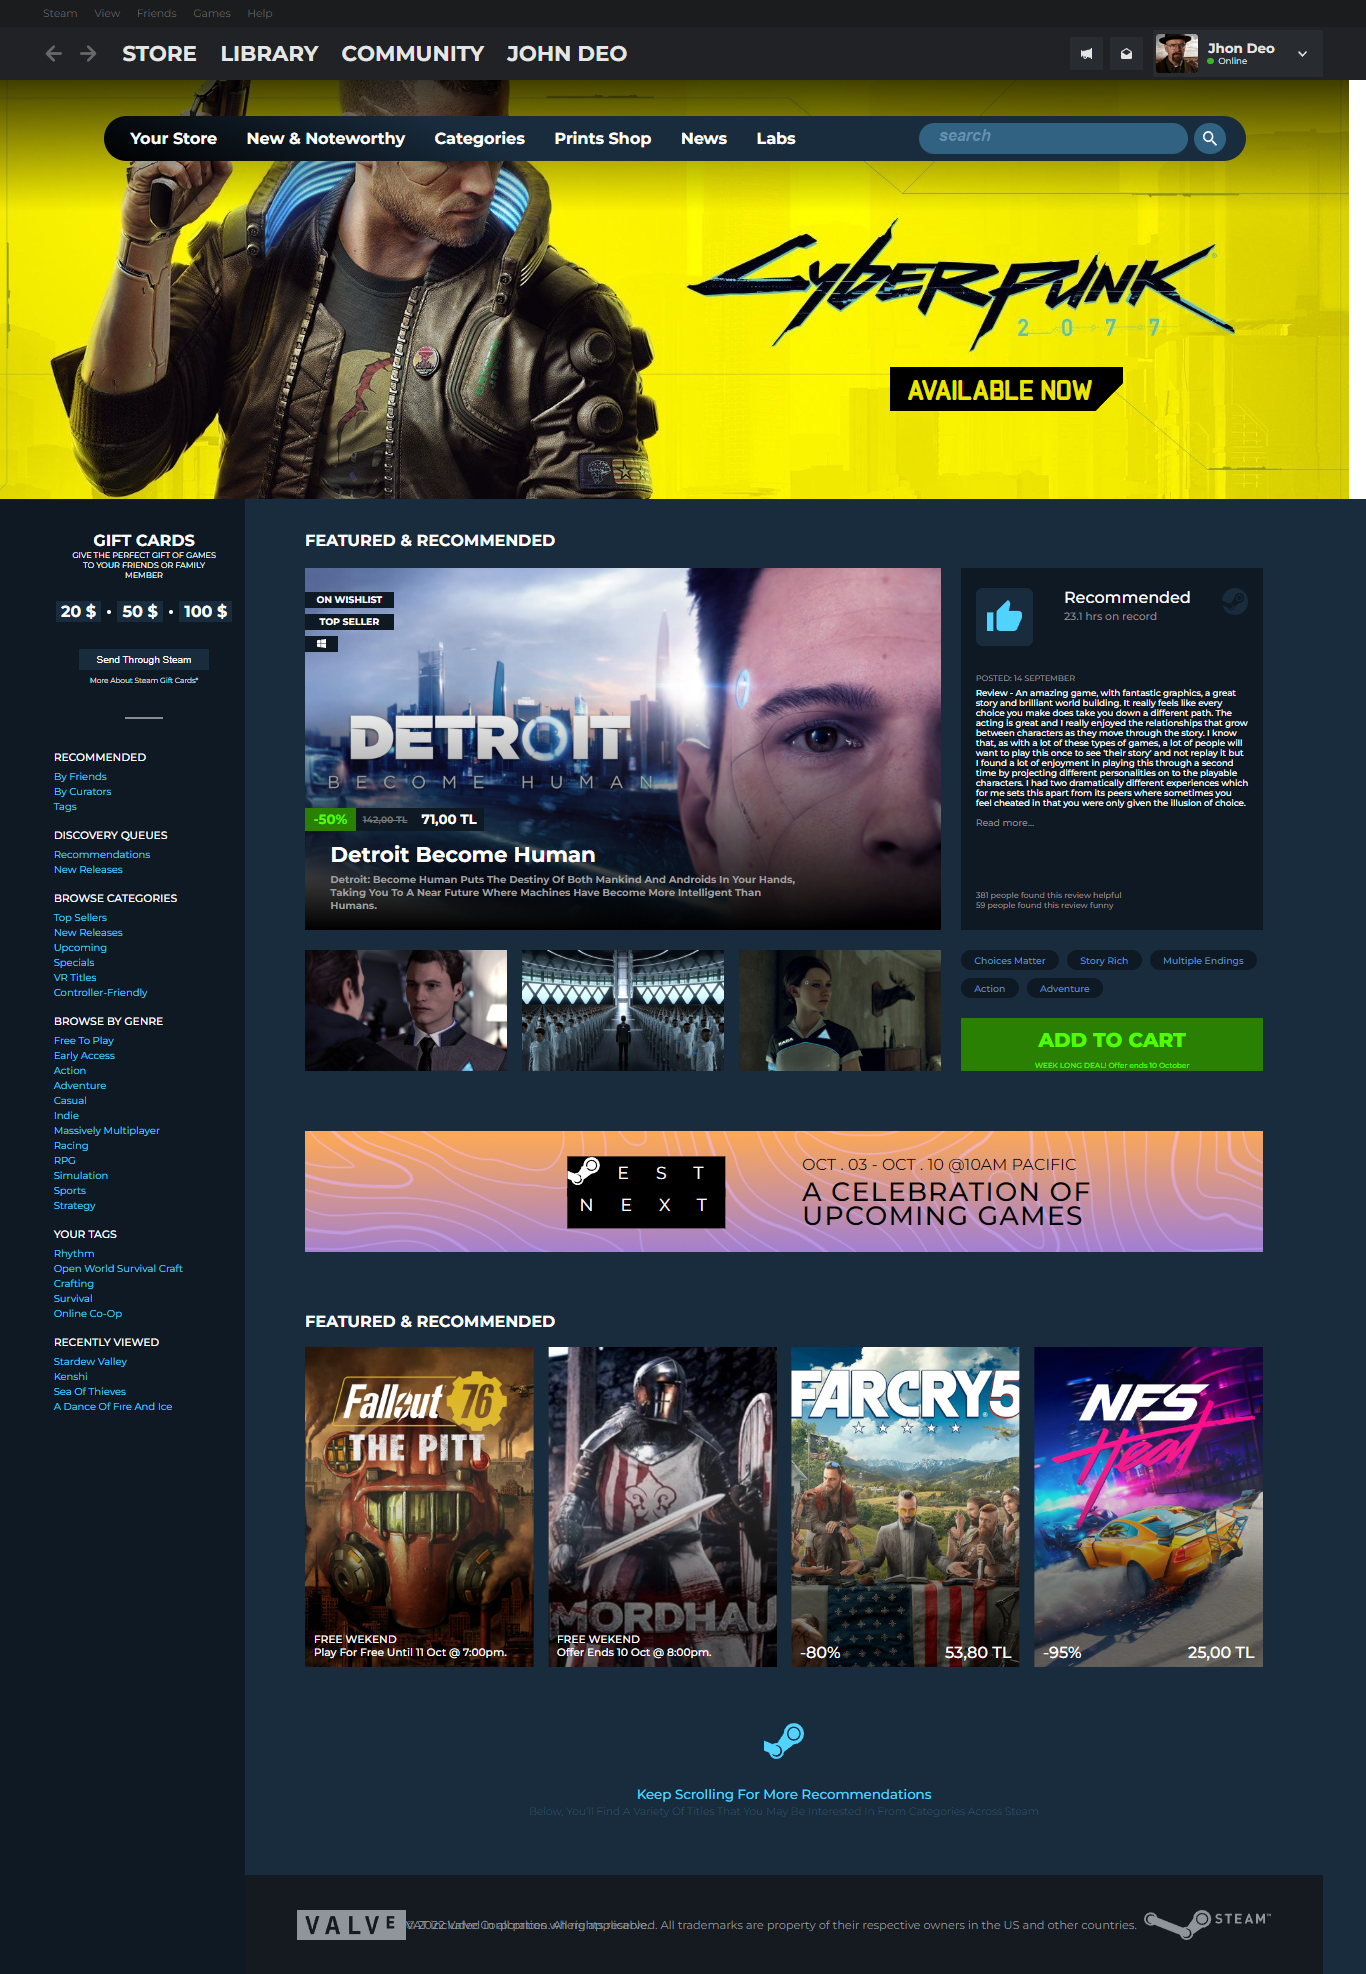 Steam View Friends Games Help
STORE LIBRARY COMMUNITY JOHN DEO
Jhon Deo
Online
Your Store New & Noteworthy Categories Prints Shop News Labs
search
CYBERPUNK
2077
AVAILABLE NOW
GIFT CARDS
GIVE THE PERFECT GIFT OF GAMES
TO YOUR FRIENDS OR FAMILY
MEMBER
20 $ • 50 $ • 100 $
Send Through Steam
More About Steam Gift Cards*
RECOMMENDED
By Friends
By Curators
Tags
DISCOVERY QUEUES
Recommendations
New Releases
BROWSE CATEGORIES
Top Sellers
New Releases
Upcoming
Specials
VR Titles
Controller-Friendly
BROWSE BY GENRE
Free To Play
Early Access
Action
Adventure
Casual
Indie
Massively Multiplayer
Racing
RPG
Simulation
Sports
Strategy
YOUR TAGS
Rhythm
Open World Survival Craft
Crafting
Survival
Online Co-Op
RECENTLY VIEWED
Stardew Valley
Kenshi
Sea Of Thieves
A Dance Of Fire And Ice
FEATURED & RECOMMENDED
ON WISHLIST
TOP SELLER
DETROIT
BECOME HUMAN
-50% 142,00 TL 71,00 TL
Detroit Become Human
Detroit: Become Human Puts The Destiny Of Both Mankind And Androids In Your Hands,
Taking You To A Near Future Where Machines Have Become More Intelligent Than
Humans.
Recommended
23.1 hrs on record
POSTED: 14 SEPTEMBER
Review - An amazing game, with fantastic graphics, a great
story and brilliant world building. It really feels like every
choice you make does take you down a different path. The
acting is great and I really enjoyed the relationships that grow
between characters as they move through the story. I know
that, as with a lot of these types of games, a lot of people will
want to play this once to see 'their story' and not replay it but
I found a lot of enjoyment in playing this through a second
time by projecting different personalities on to the playable
characters. I had two dramatically different experiences which
for me sets this apart from its peers where sometimes you
feel cheated in that you were only given the illusion of choice.
Read more...
381 people found this review helpful
59 people found this review funny
KARA
Choices Matter Story Rich Multiple Endings
Action Adventure
ADD TO CART
WEEK LONG DEAL! Offer ends 10 October
EST
NEXT
OCT . 03 - OCT . 10 @10AM PACIFIC
A CELEBRATION OF
UPCOMING GAMES
FEATURED & RECOMMENDED
Fallout 76
THE PITT
FREE WEKEND
Play For Free Until 11 Oct @ 7:00pm.
MORDHAU
FREE WEKEND
Offer Ends 10 Oct @ 8:00pm.
FARCRY5
-80% 53,80 TL
NFS
Heat
-95% 25,00 TL
Keep Scrolling For More Recommendations
Below, You'll Find A Variety Of Titles That You May Be Interested In From Categories Across Steam
VALVE
© 2022 Valve Corporation. All rights reserved. All trademarks are property of their respective owners in the US and other countries.
VAT included in all prices where applicable.
STEAM™